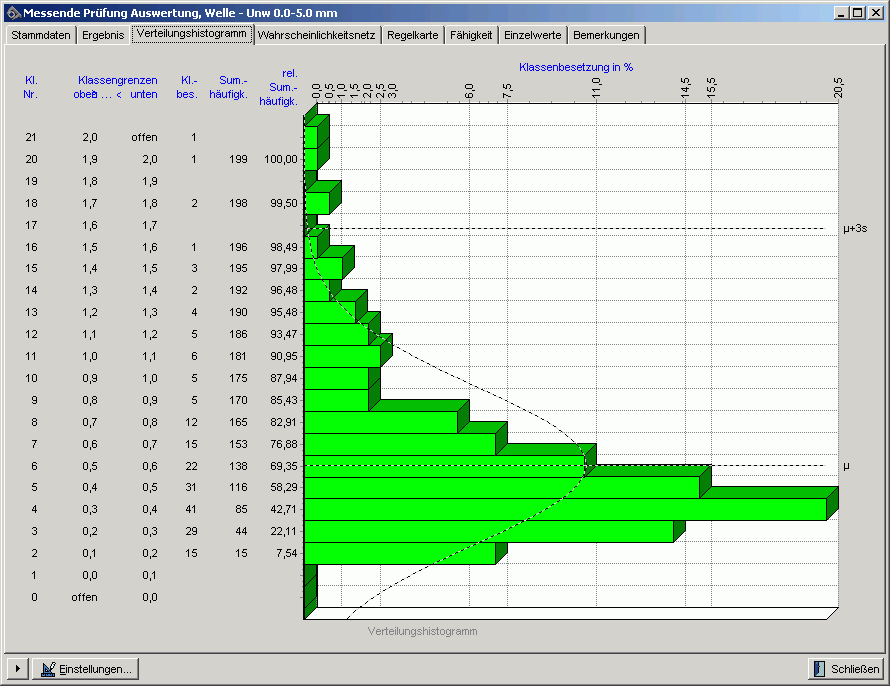 Messende Prüfung Auswertung, Welle - Unw 0.0-5.0 mm
Stammdaten Ergebnis Verteilungshistogramm Wahrscheinlichkeitsnetz Regelkarte Fähigkeit Einzelwerte Bemerkungen
Klassenbesetzung in %
Kl. Klassengrenzen Kl.- Sum.- rel. Sum.-
Nr. oben ... < unten bes. häufigk. häufigk.
0,0 0,5 1,0 1,5 2,0 2,5 3,0 6,0 7,5 11,0 14,5 15,5 20,5
21 2,0 offen 1
20 1,9 2,0 1 199 100,00
19 1,8 1,9
18 1,7 1,8 2 198 99,50
17 1,6 1,7
µ+3s
16 1,5 1,6 1 196 98,49
15 1,4 1,5 3 195 97,99
14 1,3 1,4 2 192 96,48
13 1,2 1,3 4 190 95,48
12 1,1 1,2 5 186 93,47
11 1,0 1,1 6 181 90,95
10 0,9 1,0 5 175 87,94
9 0,8 0,9 5 170 85,43
8 0,7 0,8 12 165 82,91
7 0,6 0,7 15 153 76,88
6 0,5 0,6 22 138 69,35 µ
5 0,4 0,5 31 116 58,29
4 0,3 0,4 41 85 42,71
3 0,2 0,3 29 44 22,11
2 0,1 0,2 15 15 7,54
1 0,0 0,1
0 offen 0,0
Verteilungshistogramm
Einstellungen... Schließen